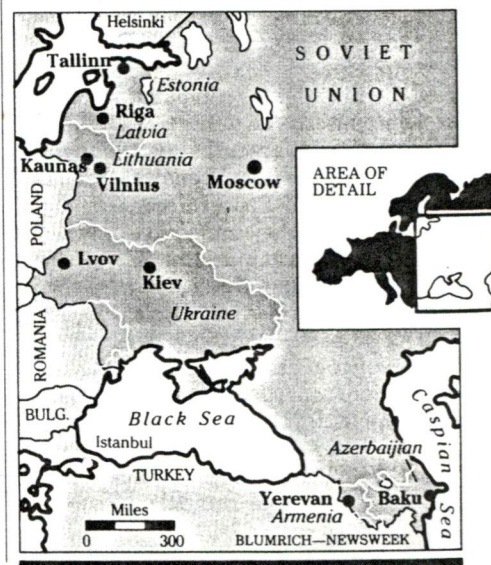 Helsinki
SOVIET
UNION
Tallinn
Estonia
Riga
Latvia
Lithuania
Kaunas
Vilnius
Moscow
AREA OF
DETAIL
POLAND
Lvov
Kiev
Ukraine
ROMANIA
BULG.
Black Sea
Istanbul
TURKEY
Caspian
Sea
Azerbaijian
Yerevan
Baku
Armenia
Miles
0
300
BLUMRICH—NEWSWEEK